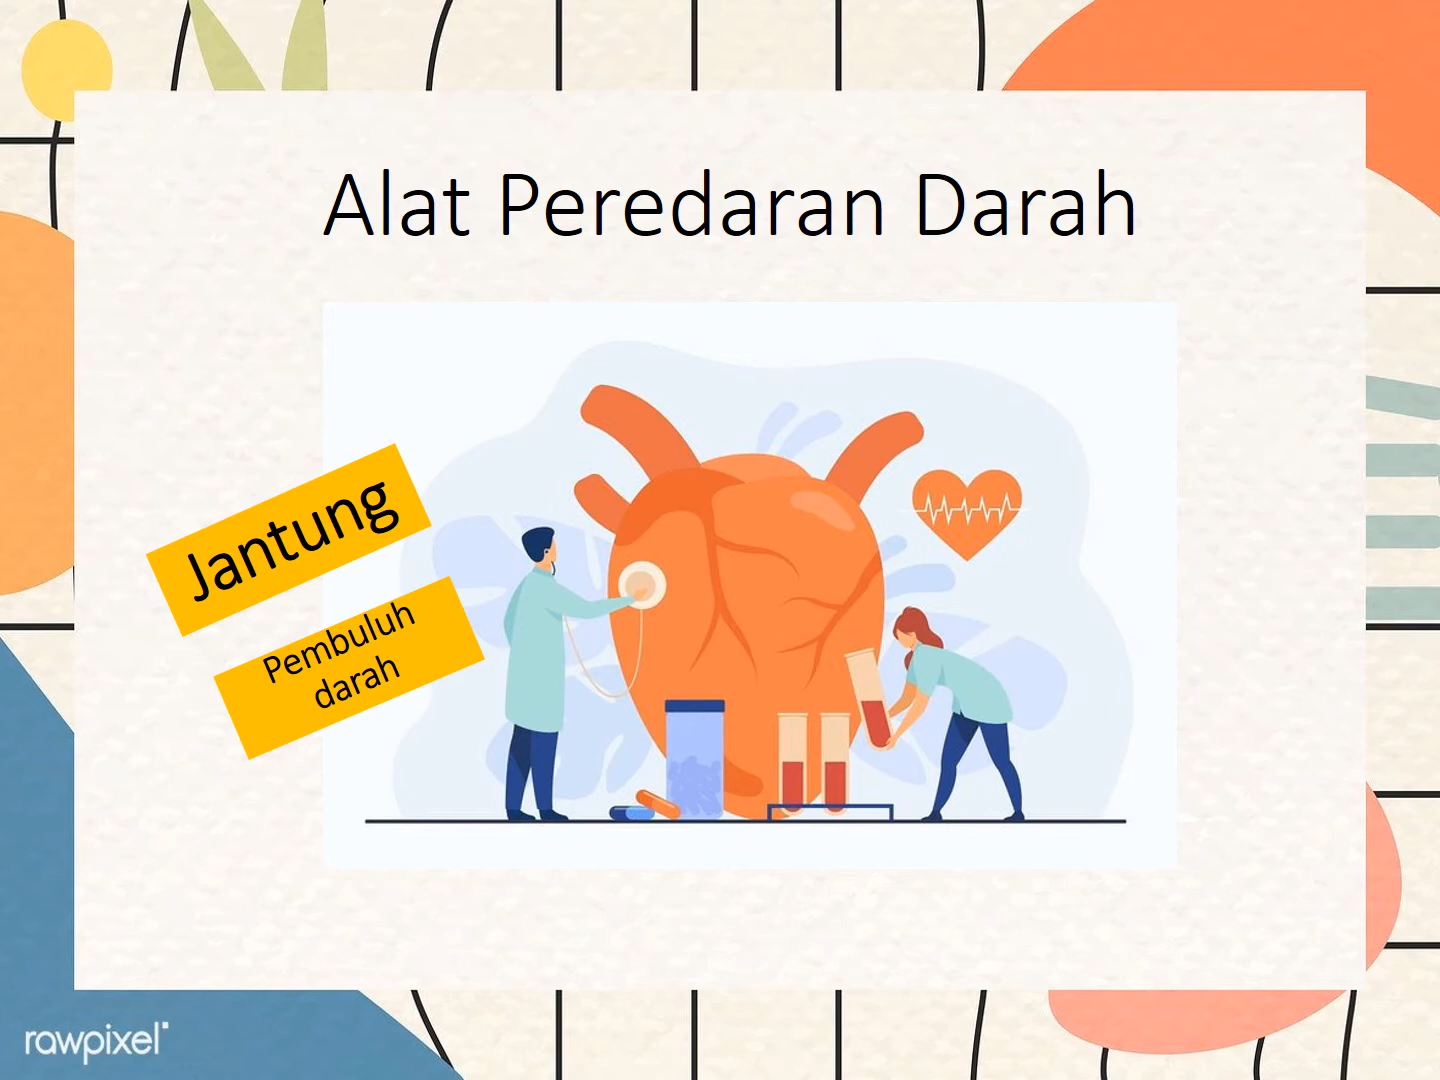 Alat Peredaran Darah
Jantung
Pembuluh
darah
rawpixel